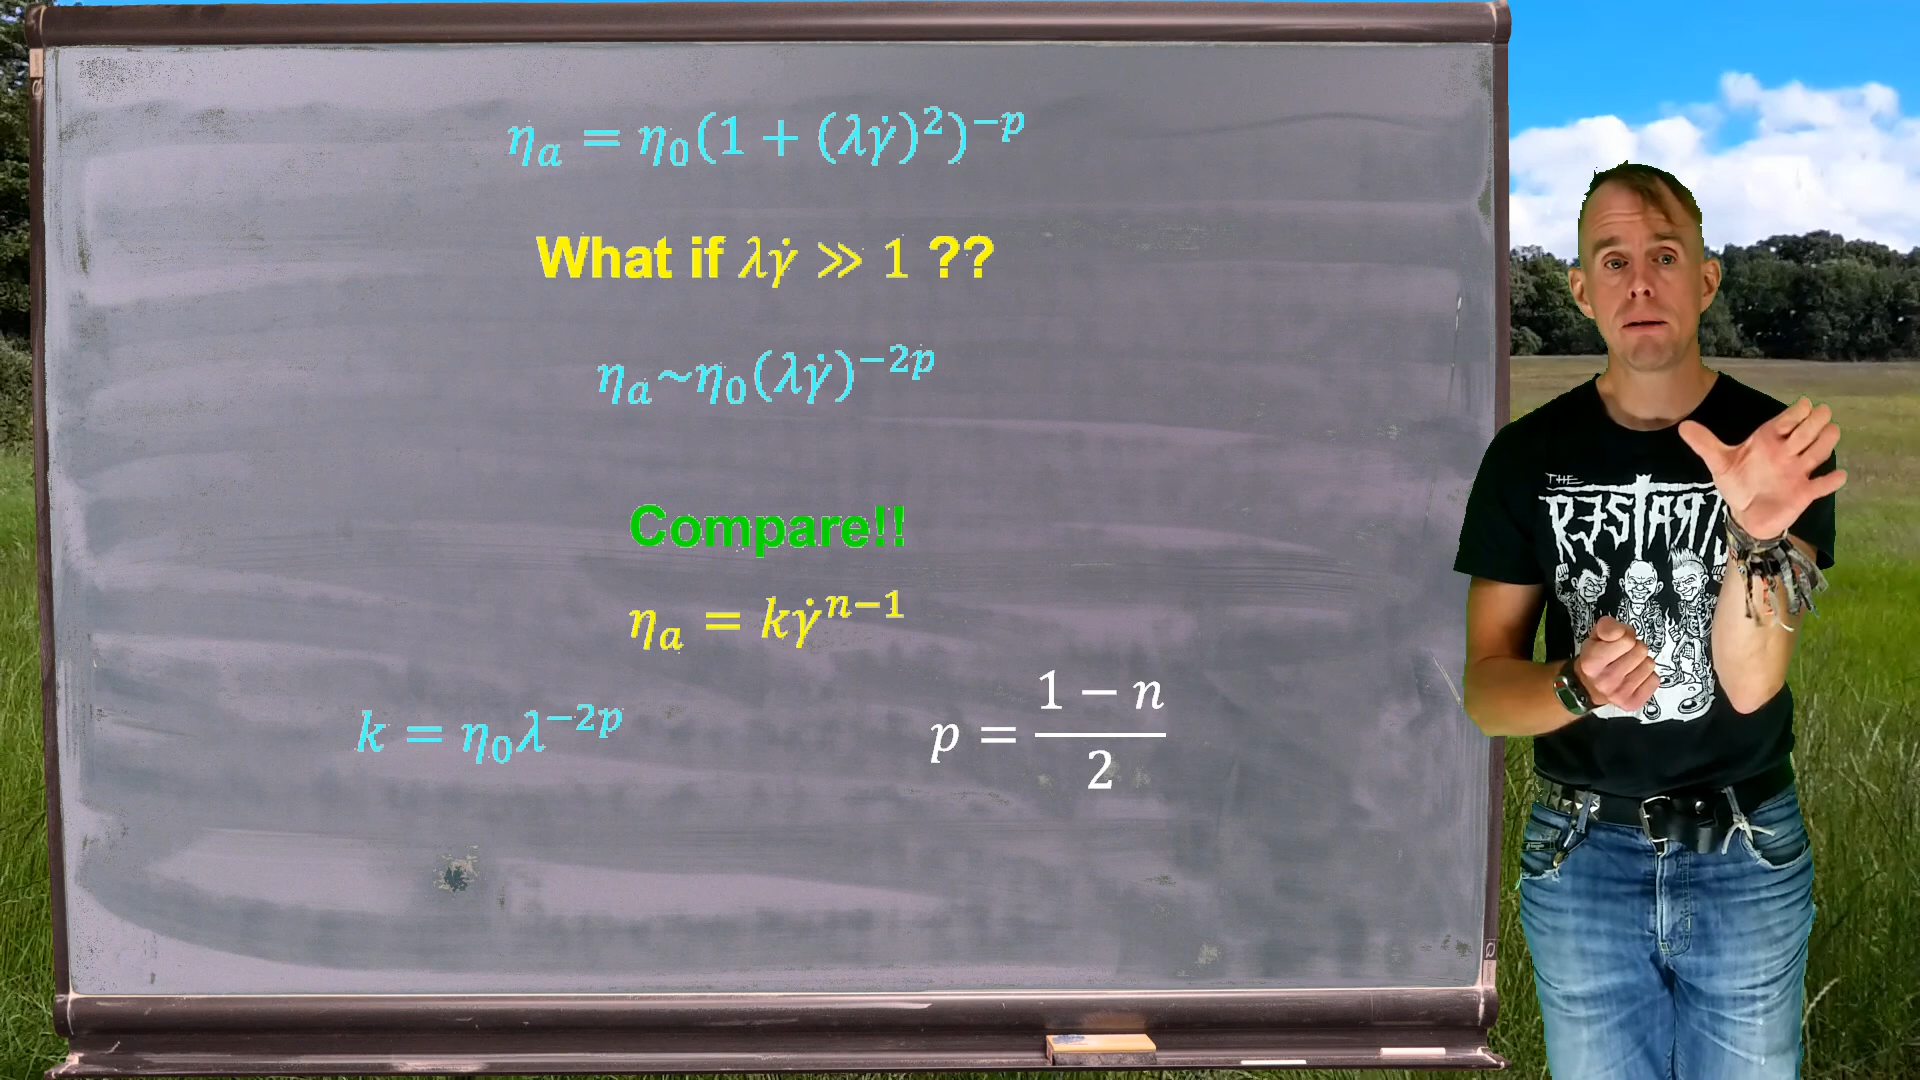 ηₐ = η₀(1 + (λγ̇)²)⁻ᵖ
What if λγ̇ ≫ 1 ??
ηₐ~η₀(λγ̇)⁻²ᵖ
Compare!!
ηₐ = kγ̇ⁿ⁻¹
k = η₀λ⁻²ᵖ
p = (1 − n)/2
THE
RESTARTS